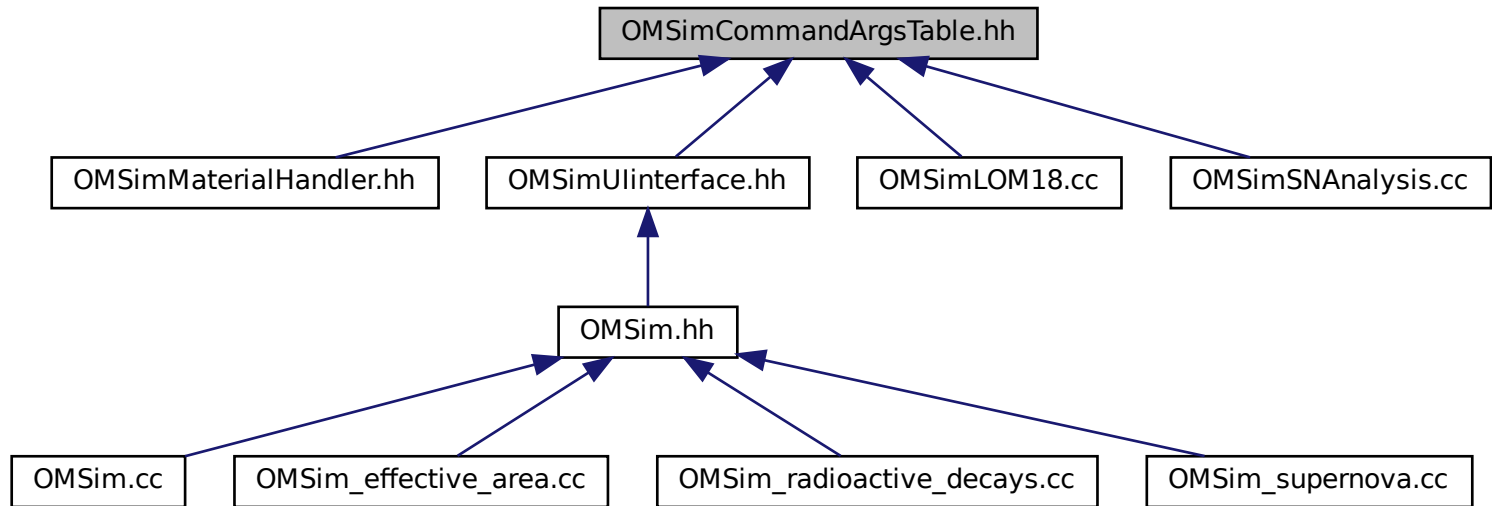 OMSimCommandArgsTable.hh
OMSimMaterialHandler.hh
OMSimUIinterface.hh
OMSimLOM18.cc
OMSimSNAnalysis.cc
OMSim.hh
OMSim.cc
OMSim_effective_area.cc
OMSim_radioactive_decays.cc
OMSim_supernova.cc